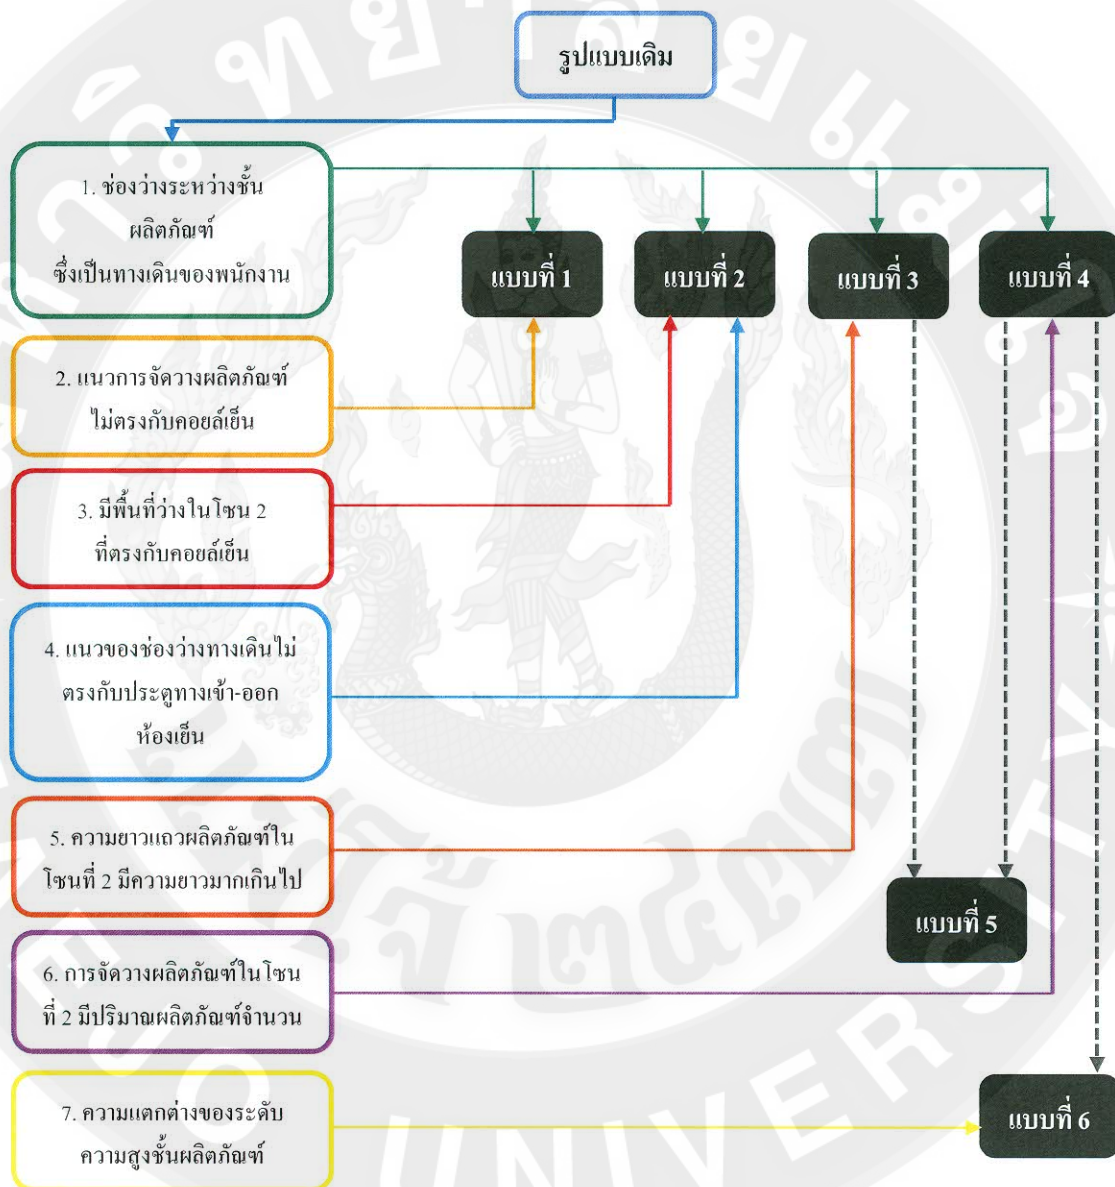 รูปแบบเดิม
1. ช่องว่างระหว่างชั้น
ผลิตภัณฑ์
ซึ่งเป็นทางเดินของพนักงาน
แบบที่ 1
แบบที่ 2
แบบที่ 3
แบบที่ 4
2. แนวการจัดวางผลิตภัณฑ์
ไม่ตรงกับคอยล์เย็น
3. มีพื้นที่ว่างในโซน 2
ที่ตรงกับคอยล์เย็น
4. แนวของช่องว่างทางเดินไม่
ตรงกับประตูทางเข้า-ออก
ห้องเย็น
5. ความยาวแถวผลิตภัณฑ์ใน
โซนที่ 2 มีความยาวมากเกินไป
แบบที่ 5
6. การจัดวางผลิตภัณฑ์ในโซน
ที่ 2 มีปริมาณผลิตภัณฑ์จำนวน
7. ความแตกต่างของระดับ
ความสูงชั้นผลิตภัณฑ์
แบบที่ 6
UNIVERSITY